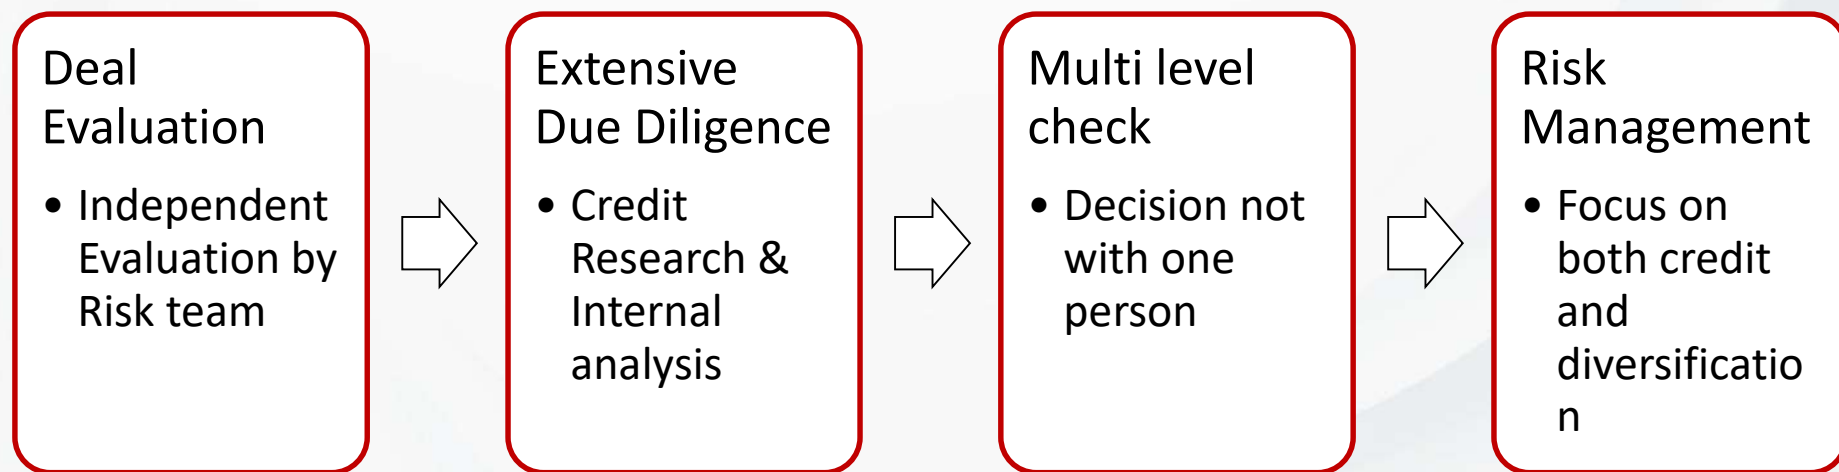 Deal
Evaluation
• Independent
Evaluation by
Risk team
Extensive
Due Diligence
• Credit
Research &
Internal
analysis
Multi level
check
• Decision not
with one
person
Risk
Management
• Focus on
both credit
and
diversificatio
n